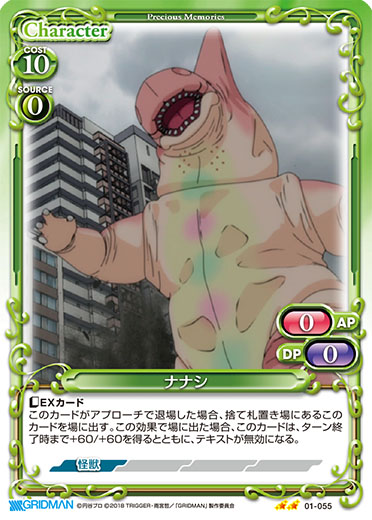 Precious Memories
Character
COST
10
SOURCE
0
0 AP
DP 0
ナナシ
EXカード
このカードがアプローチで退場した場合、捨て札置き場にあるこの
カードを場に出す。この効果で場に出た場合、このカードは、ターン終
了時まで+60/+60を得るとともに、テキストが無効になる。
怪獣
GRIDMAN
©円谷プロ ©2018 TRIGGER・雨宮哲/「GRIDMAN」製作委員会
01-055